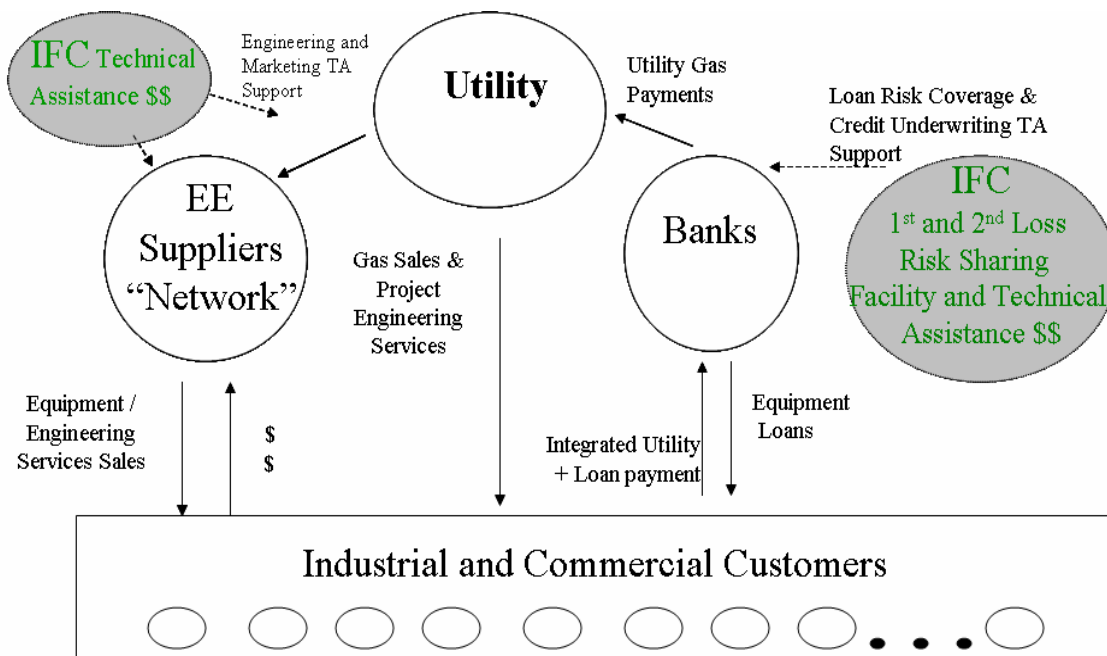 IFC Technical
Assistance $$
Engineering and
Marketing TA
Support
Utility
Utility Gas
Payments
Loan Risk Coverage &
Credit Underwriting TA
Support
EE
Suppliers
“Network”
Banks
IFC
1st and 2nd Loss
Risk Sharing
Facility and Technical
Assistance $$
Gas Sales &
Project
Engineering
Services
Equipment /
Engineering
Services Sales
$
$
Integrated Utility
+ Loan payment
Equipment
Loans
Industrial and Commercial Customers